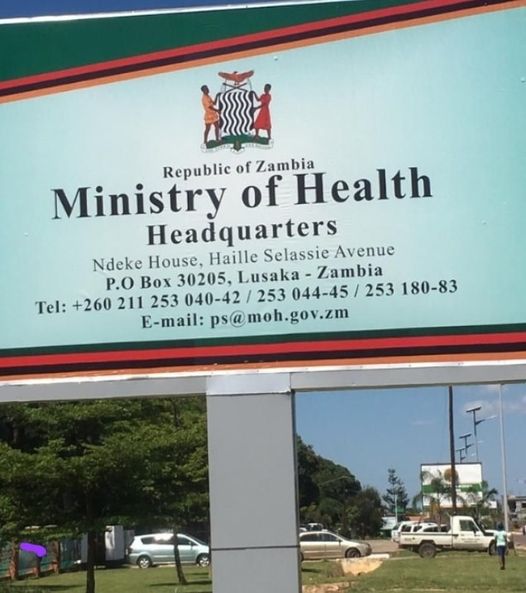 Republic of Zambia
Ministry of Health
Headquarters
Ndeke House, Haille Selassie Avenue
P.O Box 30205, Lusaka - Zambia
Tel: +260 211 253 040-42 / 253 044-45 / 253 180-83
E-mail: ps@moh.gov.zm